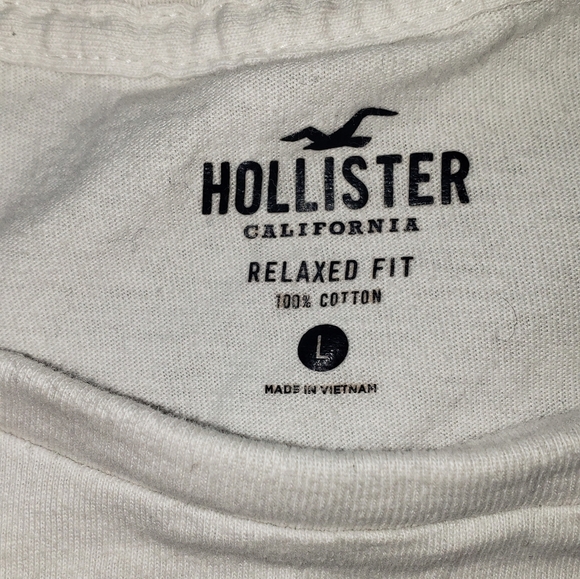 HOLLISTER
CALIFORNIA
RELAXED FIT
100% COTTON
L
MADE IN VIETNAM